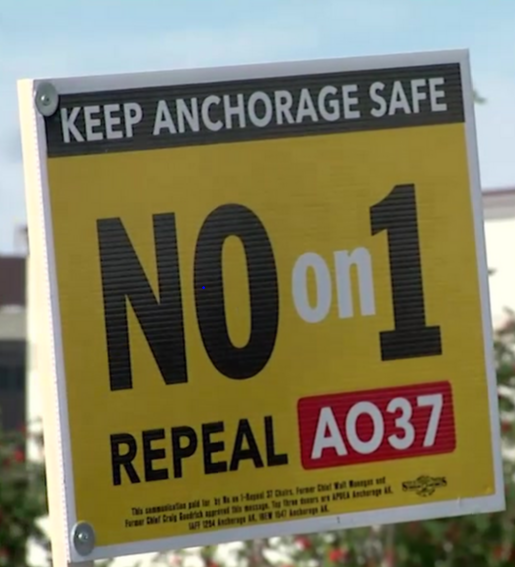 KEEP ANCHORAGE SAFE
NO on 1
REPEAL AO37
This communication paid for by No on 1-Repeal 37 Chairs, Former Chief Walt Monegan and
Former Chief Craig Goodrich approved this message. Top three donors are APDEA Anchorage AK,
IAFF 1264 Anchorage AK, IBEW 1547 Anchorage AK.